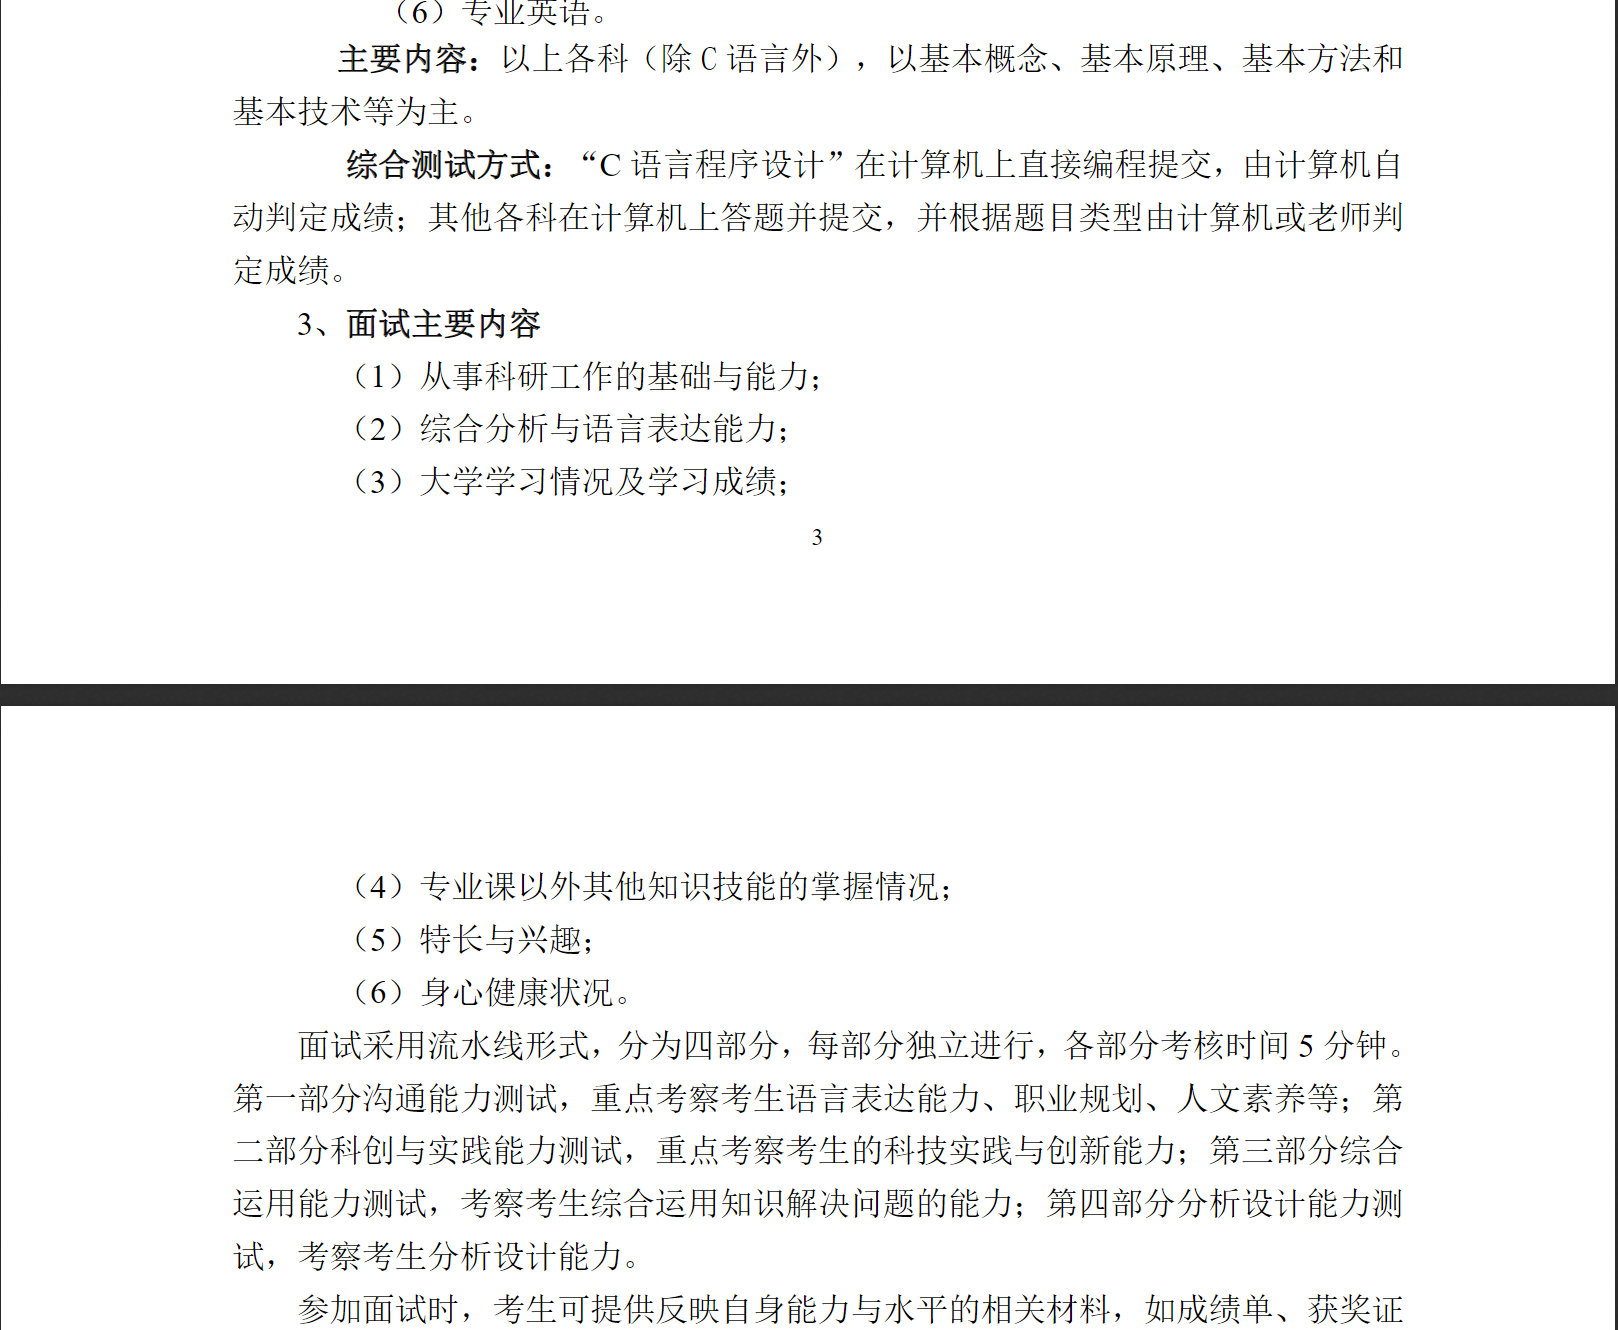 （6）专业英语。
主要内容：以上各科（除 C 语言外），以基本概念、基本原理、基本方法和
基本技术等为主。
综合测试方式：“C 语言程序设计”在计算机上直接编程提交，由计算机自
动判定成绩；其他各科在计算机上答题并提交，并根据题目类型由计算机或老师判
定成绩。
3、面试主要内容
（1）从事科研工作的基础与能力；
（2）综合分析与语言表达能力；
（3）大学学习情况及学习成绩；
3
（4）专业课以外其他知识技能的掌握情况；
（5）特长与兴趣；
（6）身心健康状况。
面试采用流水线形式，分为四部分，每部分独立进行，各部分考核时间 5 分钟。
第一部分沟通能力测试，重点考察考生语言表达能力、职业规划、人文素养等；第
二部分科创与实践能力测试，重点考察考生的科技实践与创新能力；第三部分综合
运用能力测试，考察考生综合运用知识解决问题的能力；第四部分分析设计能力测
试，考察考生分析设计能力。
参加面试时，考生可提供反映自身能力与水平的相关材料，如成绩单、获奖证